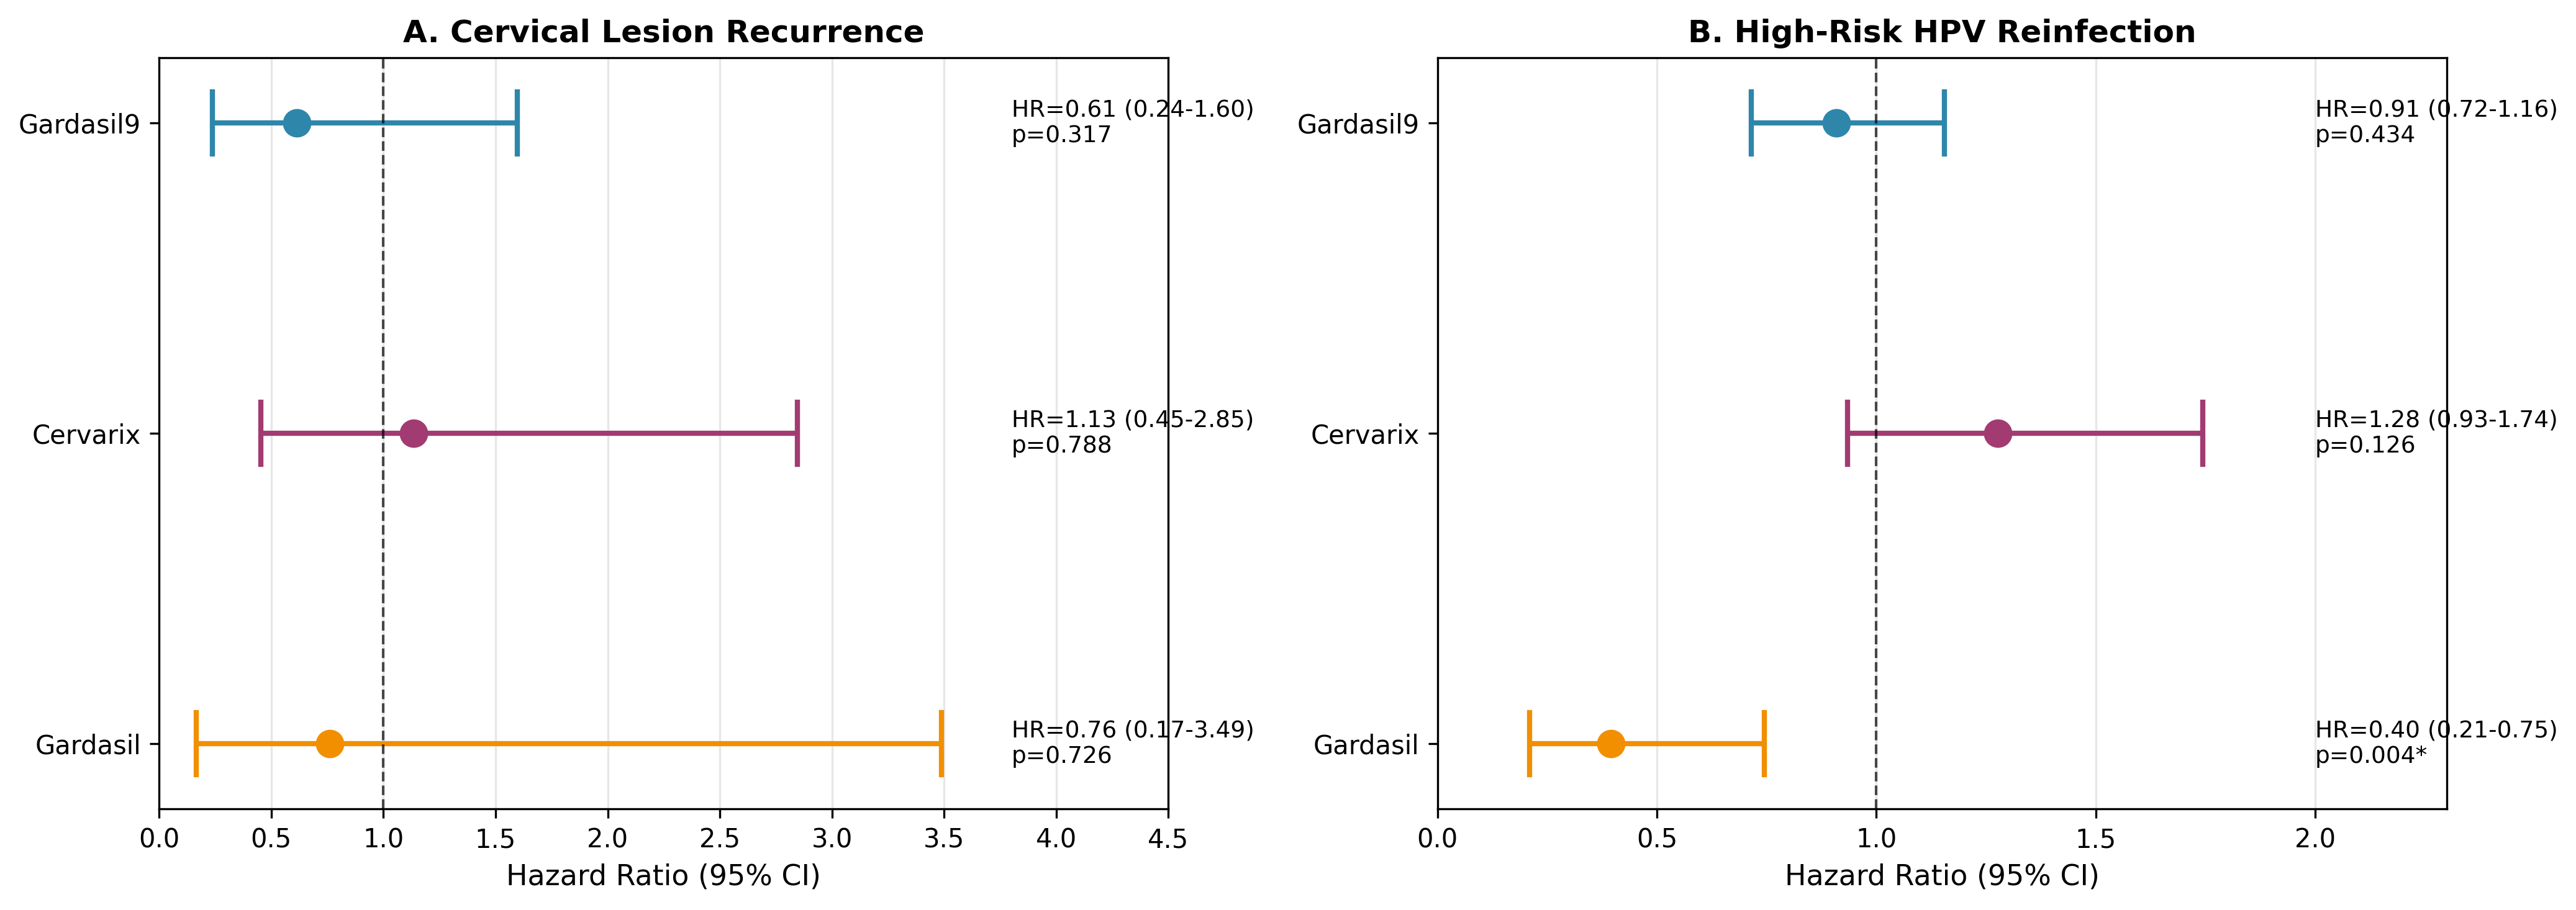 A. Cervical Lesion Recurrence
Gardasil9
HR=0.61 (0.24-1.60)
p=0.317
Cervarix
HR=1.13 (0.45-2.85)
p=0.788
Gardasil
HR=0.76 (0.17-3.49)
p=0.726
0.0 0.5 1.0 1.5 2.0 2.5 3.0 3.5 4.0 4.5
Hazard Ratio (95% CI)
B. High-Risk HPV Reinfection
Gardasil9
HR=0.91 (0.72-1.16)
p=0.434
Cervarix
HR=1.28 (0.93-1.74)
p=0.126
Gardasil
HR=0.40 (0.21-0.75)
p=0.004*
0.0 0.5 1.0 1.5 2.0
Hazard Ratio (95% CI)